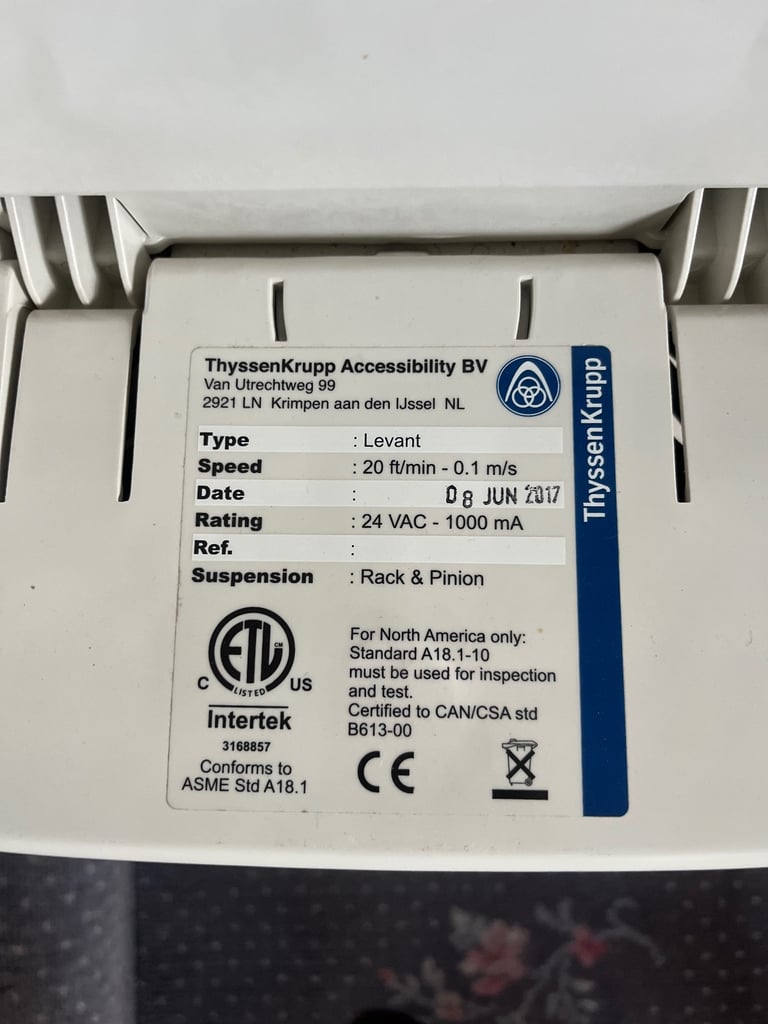 ThyssenKrupp Accessibility BV
Van Utrechtweg 99
2921 LN Krimpen aan den IJssel NL
Type : Levant
Speed : 20 ft/min - 0.1 m/s
Date : 08 JUN 2017
Rating : 24 VAC - 1000 mA
Ref. :
Suspension : Rack & Pinion
ETL CM
LISTED
C US
Intertek
3168857
Conforms to
ASME Std A18.1
For North America only:
Standard A18.1-10
must be used for inspection
and test.
Certified to CAN/CSA std
B613-00
CE
ThyssenKrupp